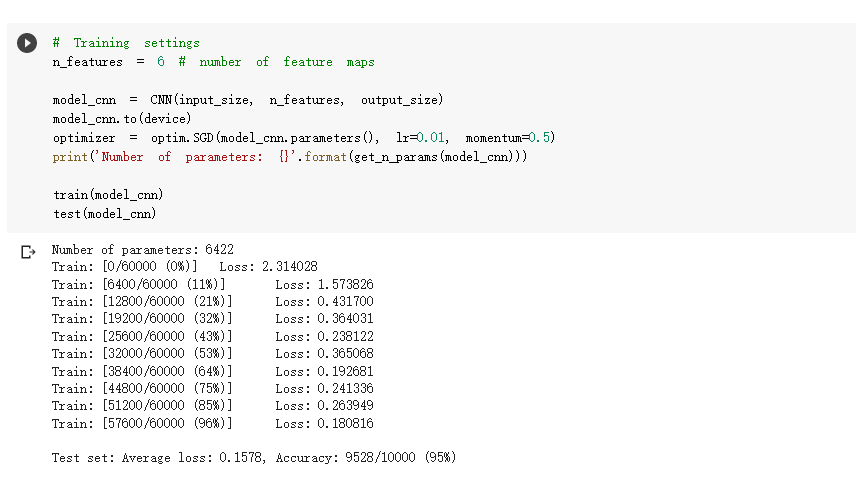 # Training settings
n_features = 6 # number of feature maps
model_cnn = CNN(input_size, n_features, output_size)
model_cnn.to(device)
optimizer = optim.SGD(model_cnn.parameters(), lr=0.01, momentum=0.5)
print('Number of parameters: {}'.format(get_n_params(model_cnn)))
train(model_cnn)
test(model_cnn)
Number of parameters: 6422
Train: [0/60000 (0%)] Loss: 2.314028
Train: [6400/60000 (11%)] Loss: 1.573826
Train: [12800/60000 (21%)] Loss: 0.431700
Train: [19200/60000 (32%)] Loss: 0.364031
Train: [25600/60000 (43%)] Loss: 0.238122
Train: [32000/60000 (53%)] Loss: 0.365068
Train: [38400/60000 (64%)] Loss: 0.192681
Train: [44800/60000 (75%)] Loss: 0.241336
Train: [51200/60000 (85%)] Loss: 0.263949
Train: [57600/60000 (96%)] Loss: 0.180816
Test set: Average loss: 0.1578, Accuracy: 9528/10000 (95%)